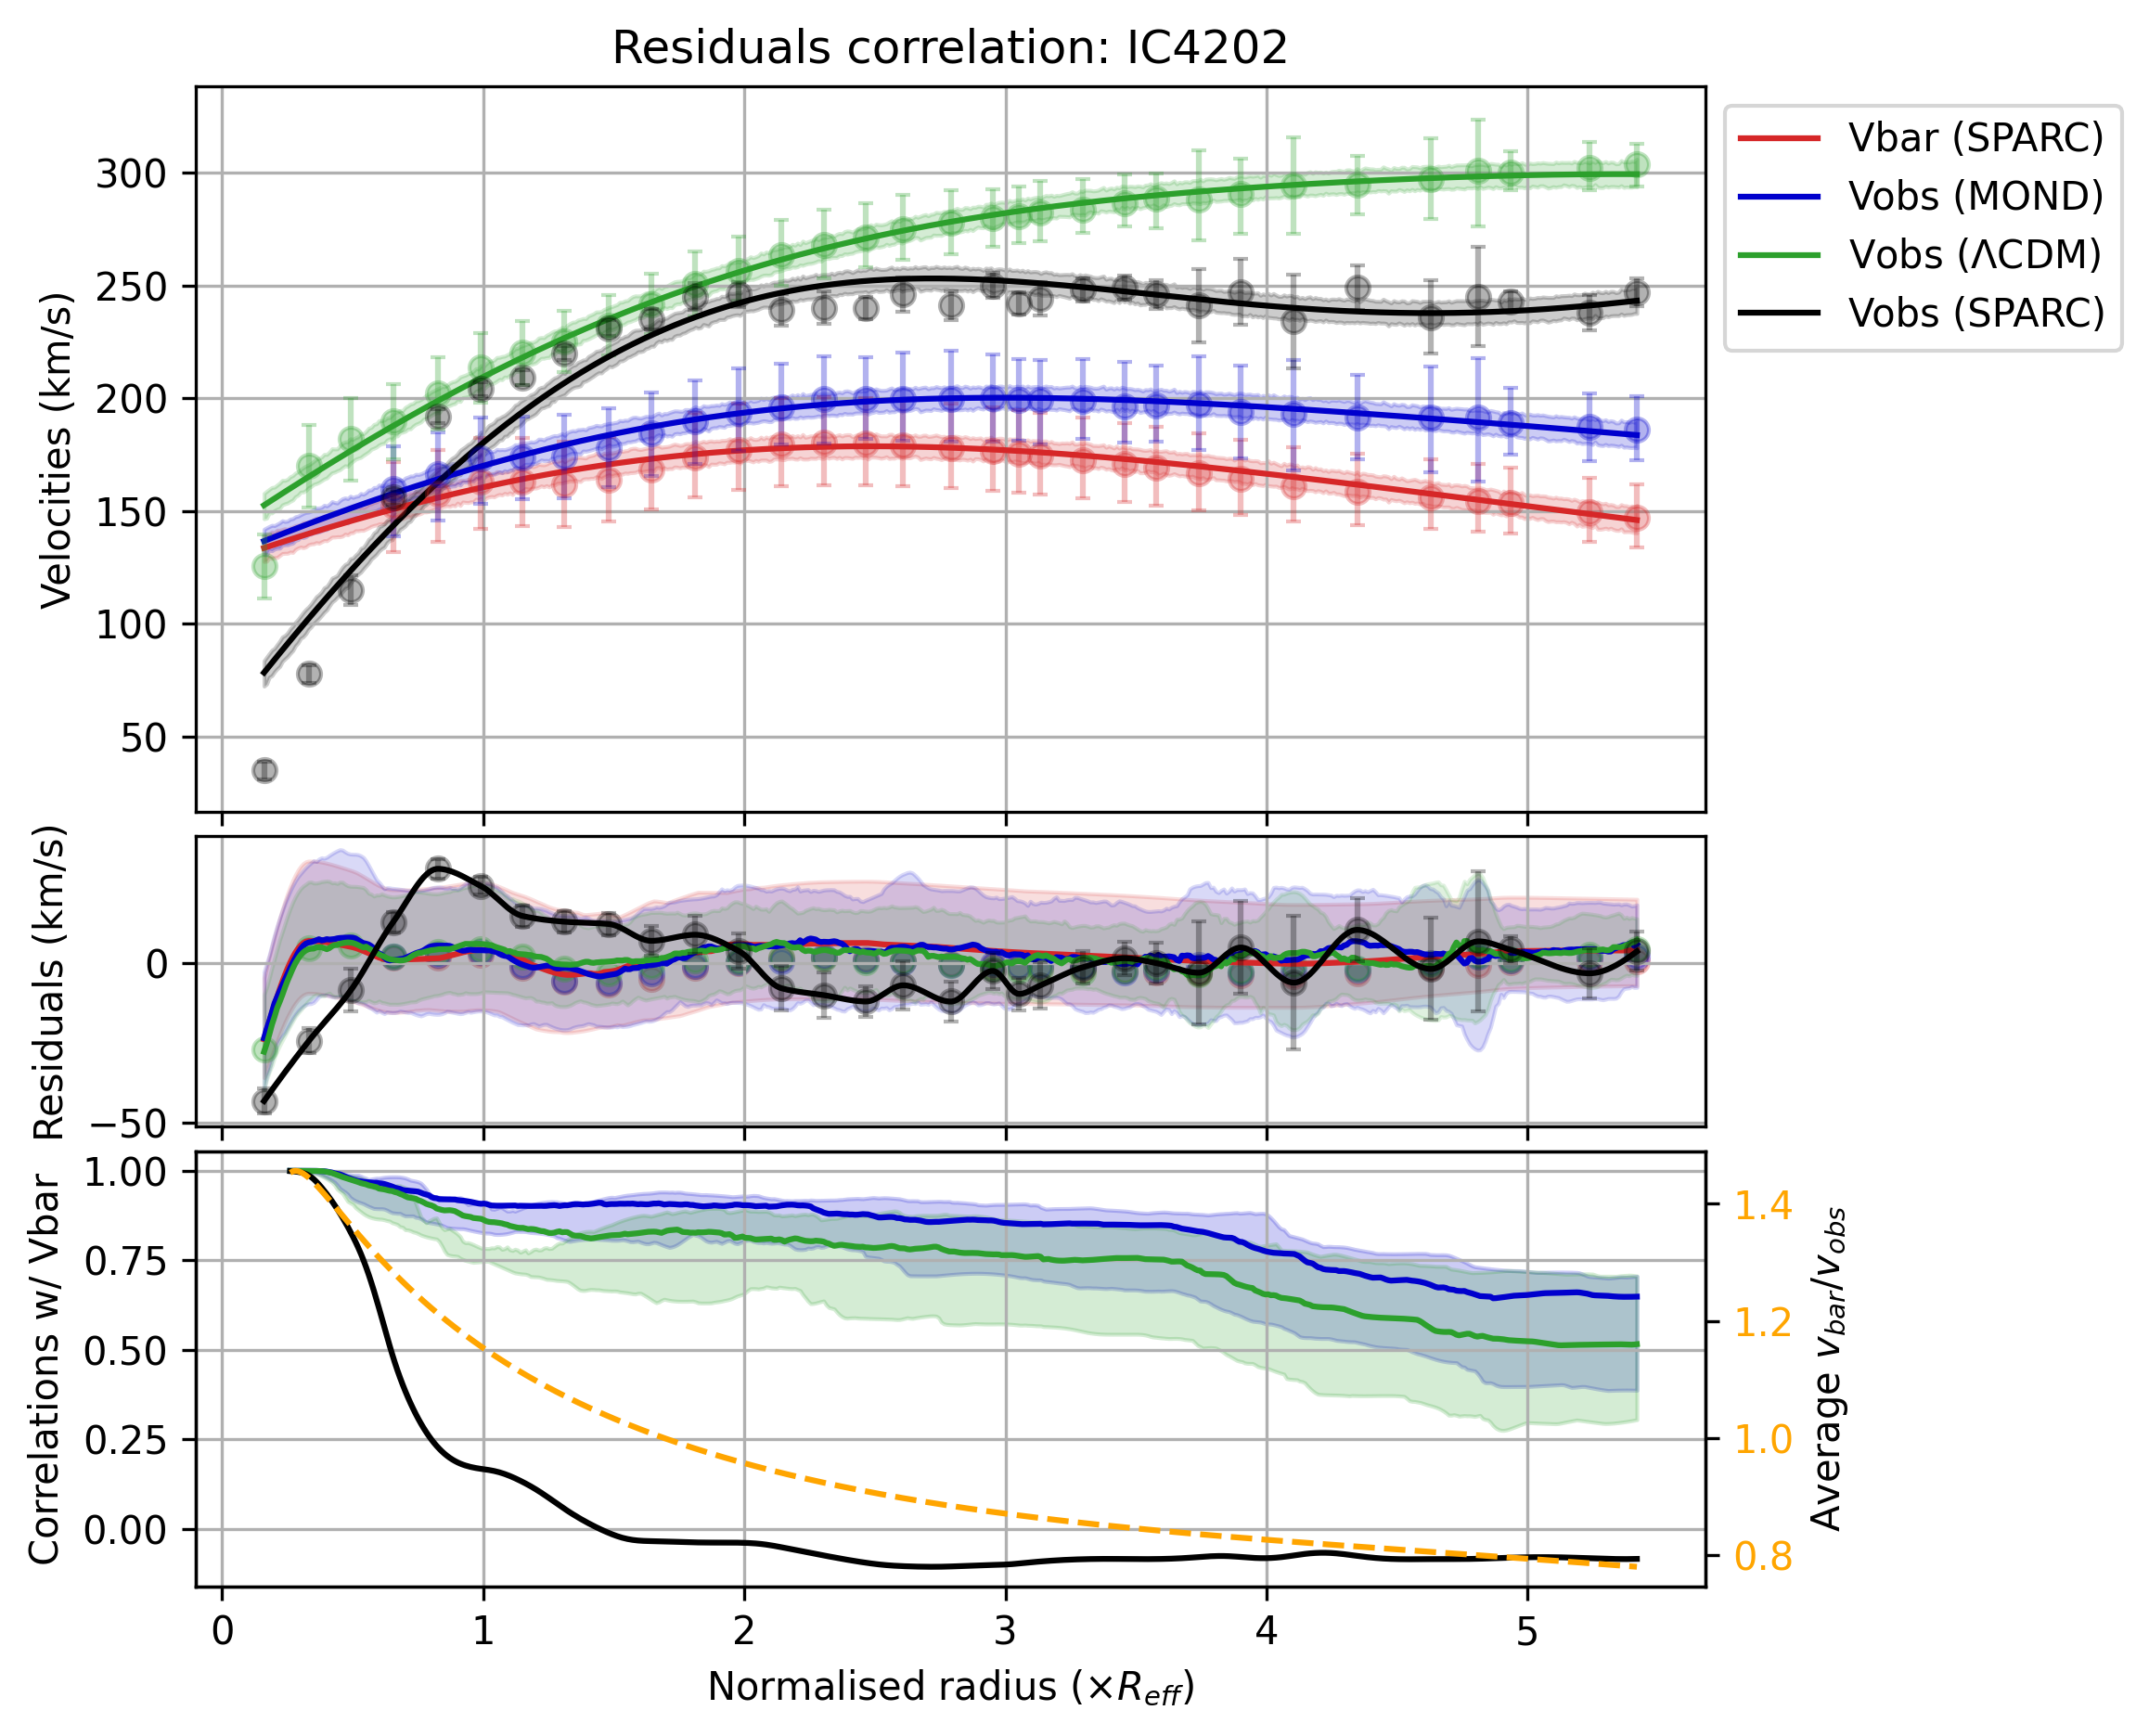 Residuals correlation: IC4202
Velocities (km/s)
300
250
200
150
100
50
Vbar (SPARC)
Vobs (MOND)
Vobs (ΛCDM)
Vobs (SPARC)
Residuals (km/s)
0
−50
Correlations w/ Vbar
1.00
0.75
0.50
0.25
0.00
1.4
1.2
1.0
0.8
Average v_bar/v_obs
0 1 2 3 4 5
Normalised radius (×R_eff)